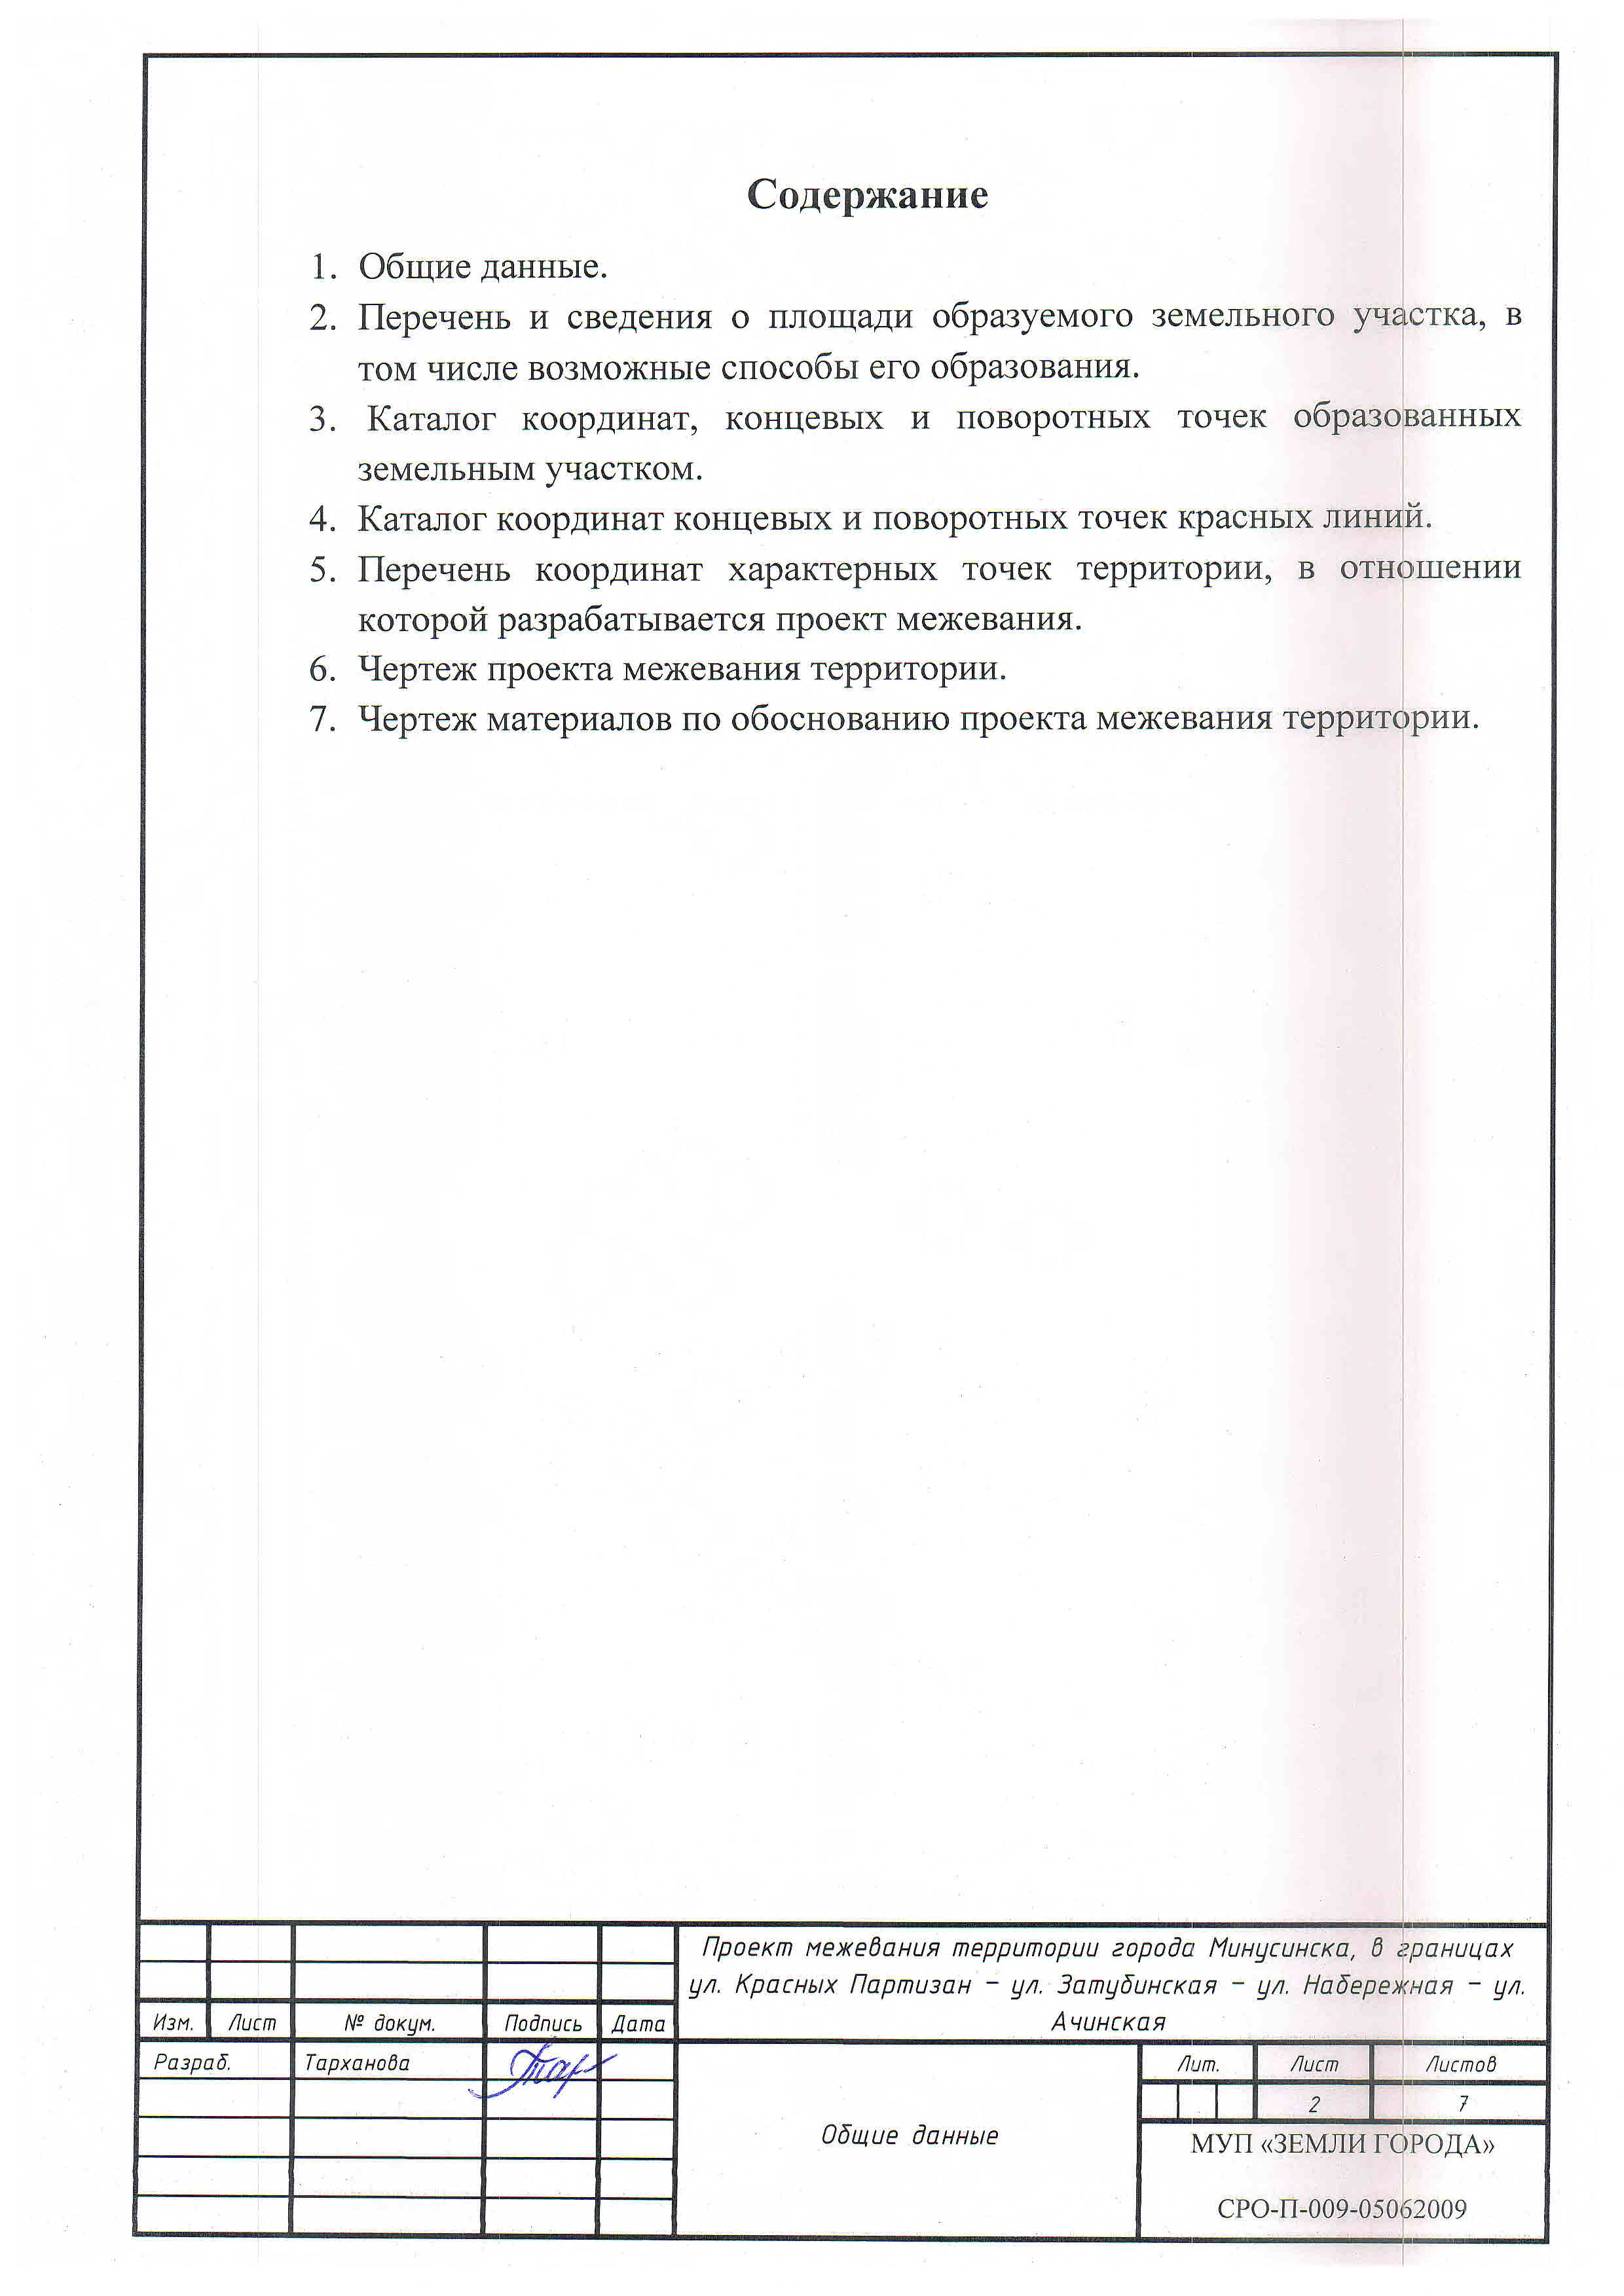 Содержание
1. Общие данные.
2. Перечень и сведения о площади образуемого земельного участка, в
том числе возможные способы его образования.
3. Каталог координат, концевых и поворотных точек образованных
земельным участком.
4. Каталог координат концевых и поворотных точек красных линий.
5. Перечень координат характерных точек территории, в отношении
которой разрабатывается проект межевания.
6. Чертеж проекта межевания территории.
7. Чертеж материалов по обоснованию проекта межевания территории.
Проект межевания территории города Минусинска, в границах
ул. Красных Партизан – ул. Затубинская – ул. Набережная – ул.
Ачинская
Изм. Лист № докум. Подпись Дата
Разраб. Тарханова Тар
Общие данные
Лит. Лист Листов
2 7
МУП «ЗЕМЛИ ГОРОДА»
СРО-П-009-05062009